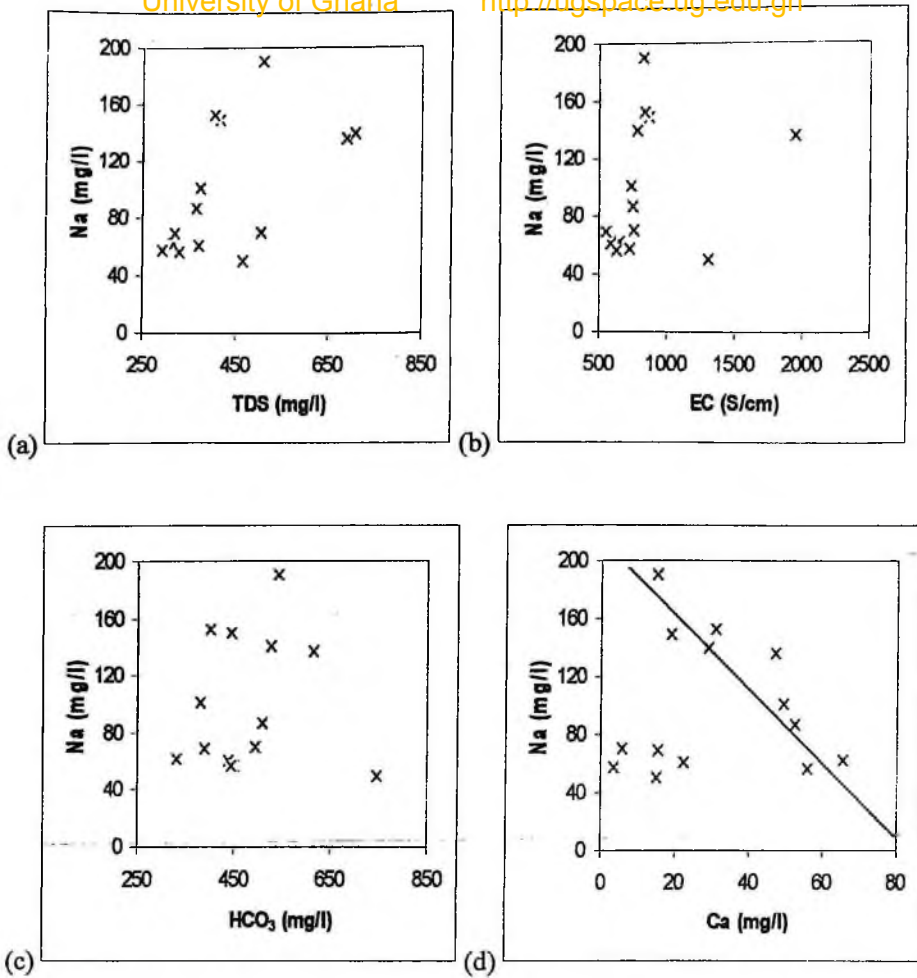 University of Ghana http://ugspace.ug.edu.gh
200
160
120
80
40
0
Na (mg/l)
250 450 650 850
TDS (mg/l)
(a)
200
160
120
80
40
0
Na (mg/l)
500 1000 1500 2000 2500
EC (S/cm)
(b)
200
160
120
80
40
0
Na (mg/l)
250 450 650 850
HCO₃ (mg/l)
(c)
200
160
120
80
40
0
Na (mg/l)
0 20 40 60 80
Ca (mg/l)
(d)